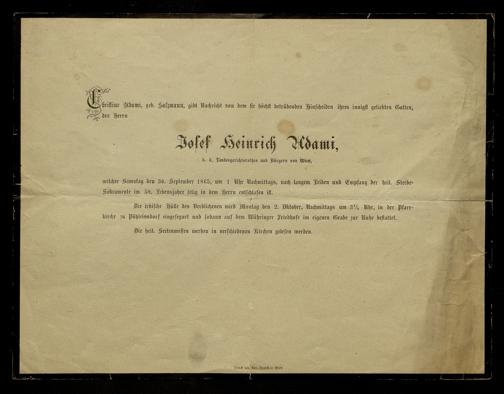 Christine Adami, geb. Salzmann, gibt Nachricht von dem sie höchst betrübenden Hinscheiden ihres innigst geliebten Gatten,
des Herrn
Josef Heinrich Adami,
k. k. Landesgerichtsrathes und Bürgers von Wien,
welcher Samstag den 30. September 1865, um 1 Uhr Nachmittags, nach langem Leiden und Empfang der heil. Sterbe-
Sakramente im 58. Lebensjahre selig in dem Herrn entschlafen ist.
Die irdische Hülle des Verblichenen wird Montag den 2. Oktober, Nachmittags um 3½ Uhr, in der Pfarr-
kirche zu eingesegnet und sodann auf dem Währinger Friedhofe im eigenen Grabe zur Ruhe bestattet.
Die heil. Seelenmessen werden in verschiedenen Kirchen gelesen werden.